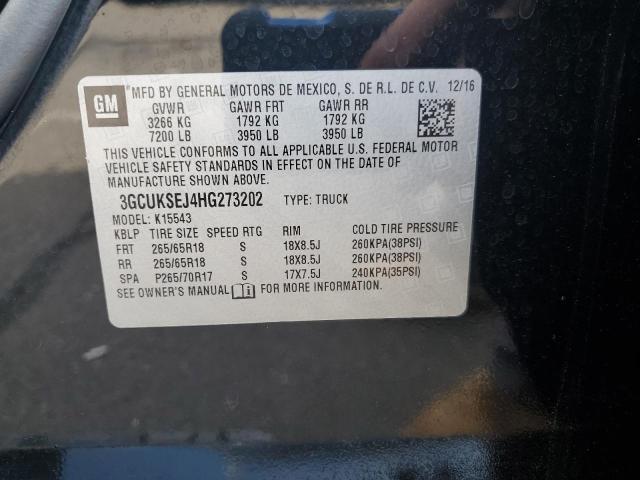 GM
MFD BY GENERAL MOTORS DE MEXICO, S. DE R.L. DE C.V. 12/16
GVWR GAWR FRT GAWR RR
3266 KG 1792 KG 1792 KG
7200 LB 3950 LB 3950 LB
THIS VEHICLE CONFORMS TO ALL APPLICABLE U.S. FEDERAL MOTOR
VEHICLE SAFETY STANDARDS IN EFFECT ON THE DATE OF
MANUFACTURE SHOWN ABOVE.
3GCUKSEJ4HG273202 TYPE: TRUCK
MODEL: K15543
KBLP TIRE SIZE SPEED RTG RIM COLD TIRE PRESSURE
FRT 265/65R18 S 18X8.5J 260KPA(38PSI)
RR 265/65R18 S 18X8.5J 260KPA(38PSI)
SPA P265/70R17 S 17X7.5J 240KPA(35PSI)
SEE OWNER'S MANUAL FOR MORE INFORMATION.